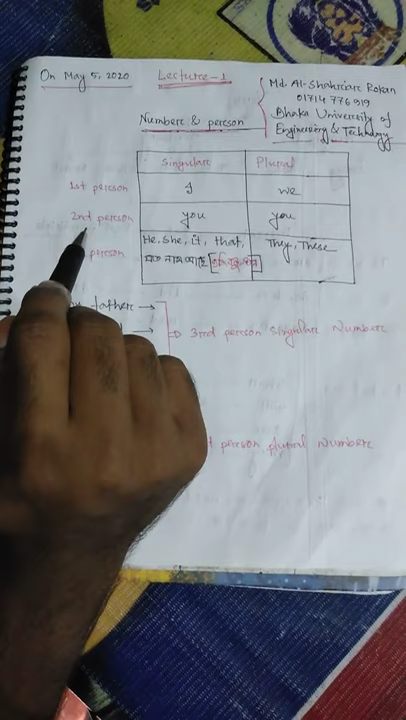 On May 5, 2020
Lecture-1
Md. Al-Shahriar Rokan
01714 776 919
Dhaka University of
Engineering & Technology
Number & person
Singular Plural
1st person I we
2nd person you you
person He, She, it, that, They, These
father →
→ 3rd person singular Number
person plural Number